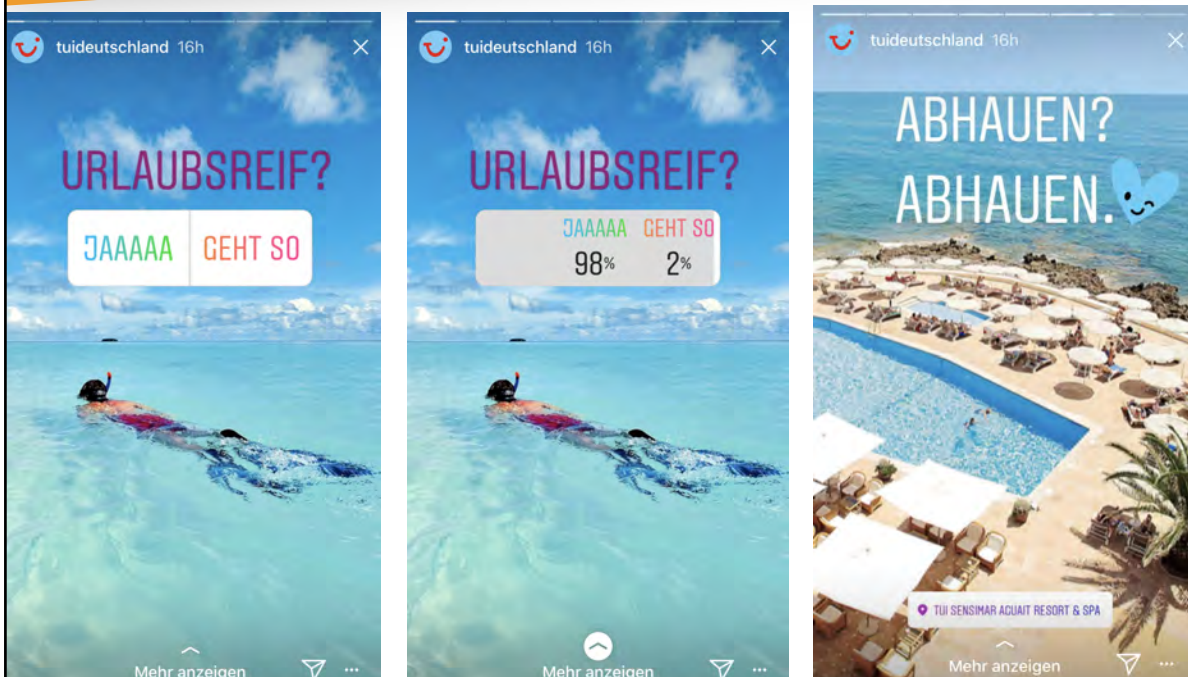 tuideutschland 16h
URLAUBSREIF?
JAAAAA GEHT SO
Mehr anzeigen
tuideutschland 16h
URLAUBSREIF?
JAAAAA GEHT SO
98% 2%
Mehr anzeigen
tuideutschland 16h
ABHAUEN?
ABHAUEN.
TUI SENSIMAR AGUAIT RESORT & SPA
Mehr anzeigen